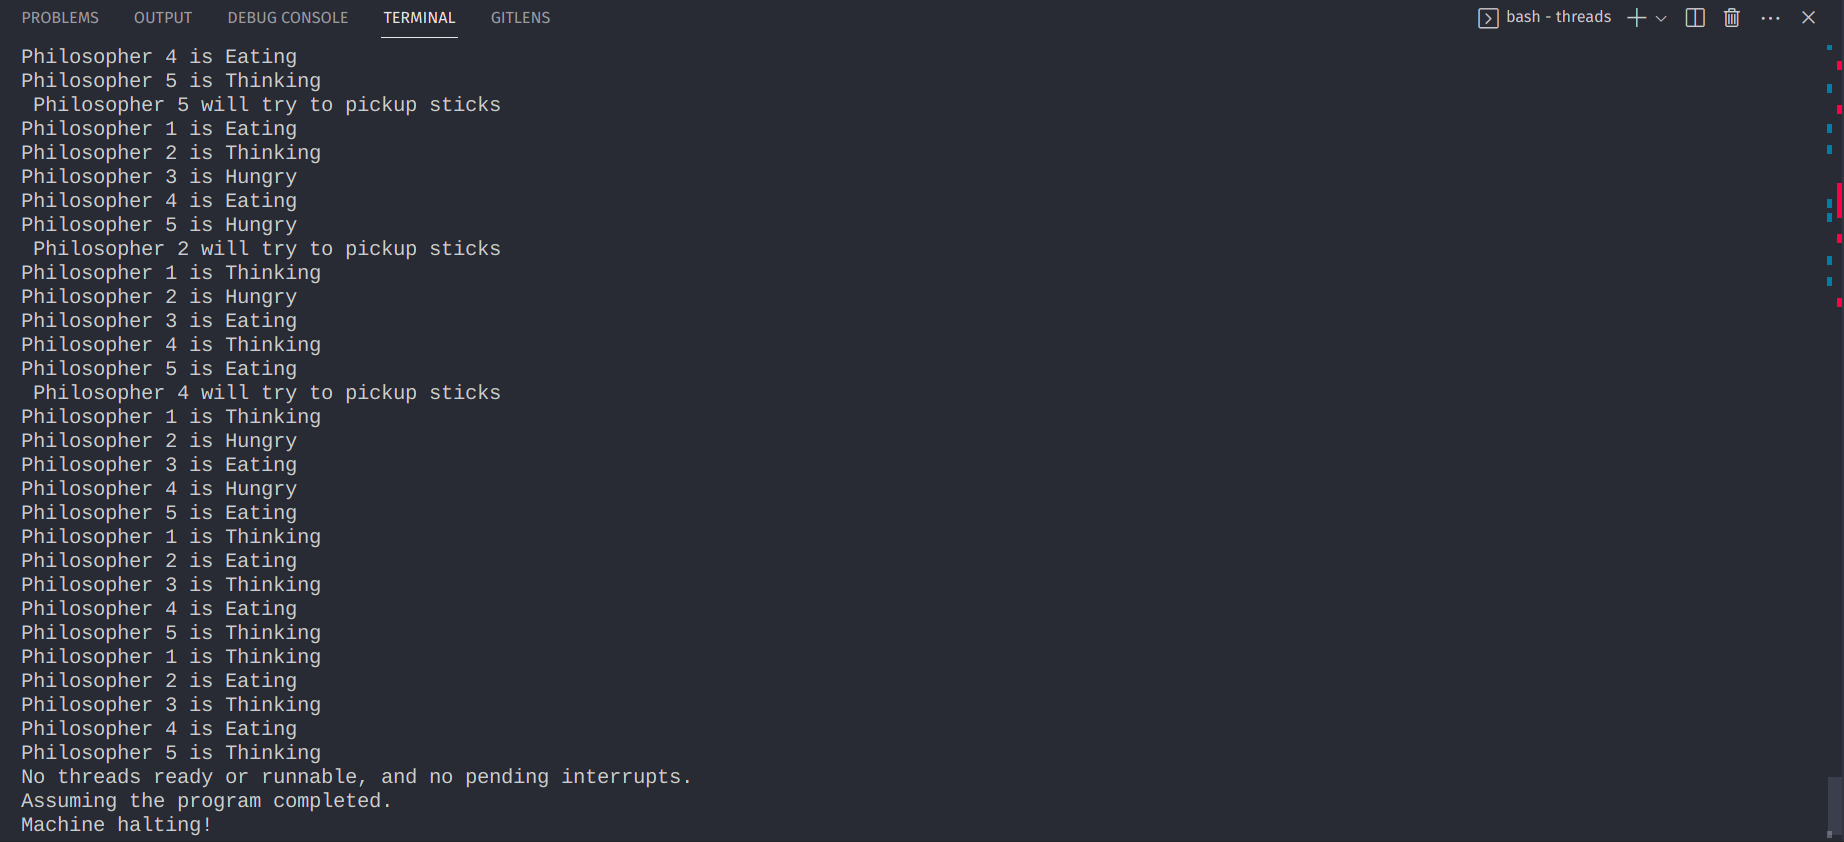 PROBLEMS OUTPUT DEBUG CONSOLE TERMINAL GITLENS bash - threads
Philosopher 4 is Eating
Philosopher 5 is Thinking
Philosopher 5 will try to pickup sticks
Philosopher 1 is Eating
Philosopher 2 is Thinking
Philosopher 3 is Hungry
Philosopher 4 is Eating
Philosopher 5 is Hungry
Philosopher 2 will try to pickup sticks
Philosopher 1 is Thinking
Philosopher 2 is Hungry
Philosopher 3 is Eating
Philosopher 4 is Thinking
Philosopher 5 is Eating
Philosopher 4 will try to pickup sticks
Philosopher 1 is Thinking
Philosopher 2 is Hungry
Philosopher 3 is Eating
Philosopher 4 is Hungry
Philosopher 5 is Eating
Philosopher 1 is Thinking
Philosopher 2 is Eating
Philosopher 3 is Thinking
Philosopher 4 is Eating
Philosopher 5 is Thinking
Philosopher 1 is Thinking
Philosopher 2 is Eating
Philosopher 3 is Thinking
Philosopher 4 is Eating
Philosopher 5 is Thinking
No threads ready or runnable, and no pending interrupts.
Assuming the program completed.
Machine halting!